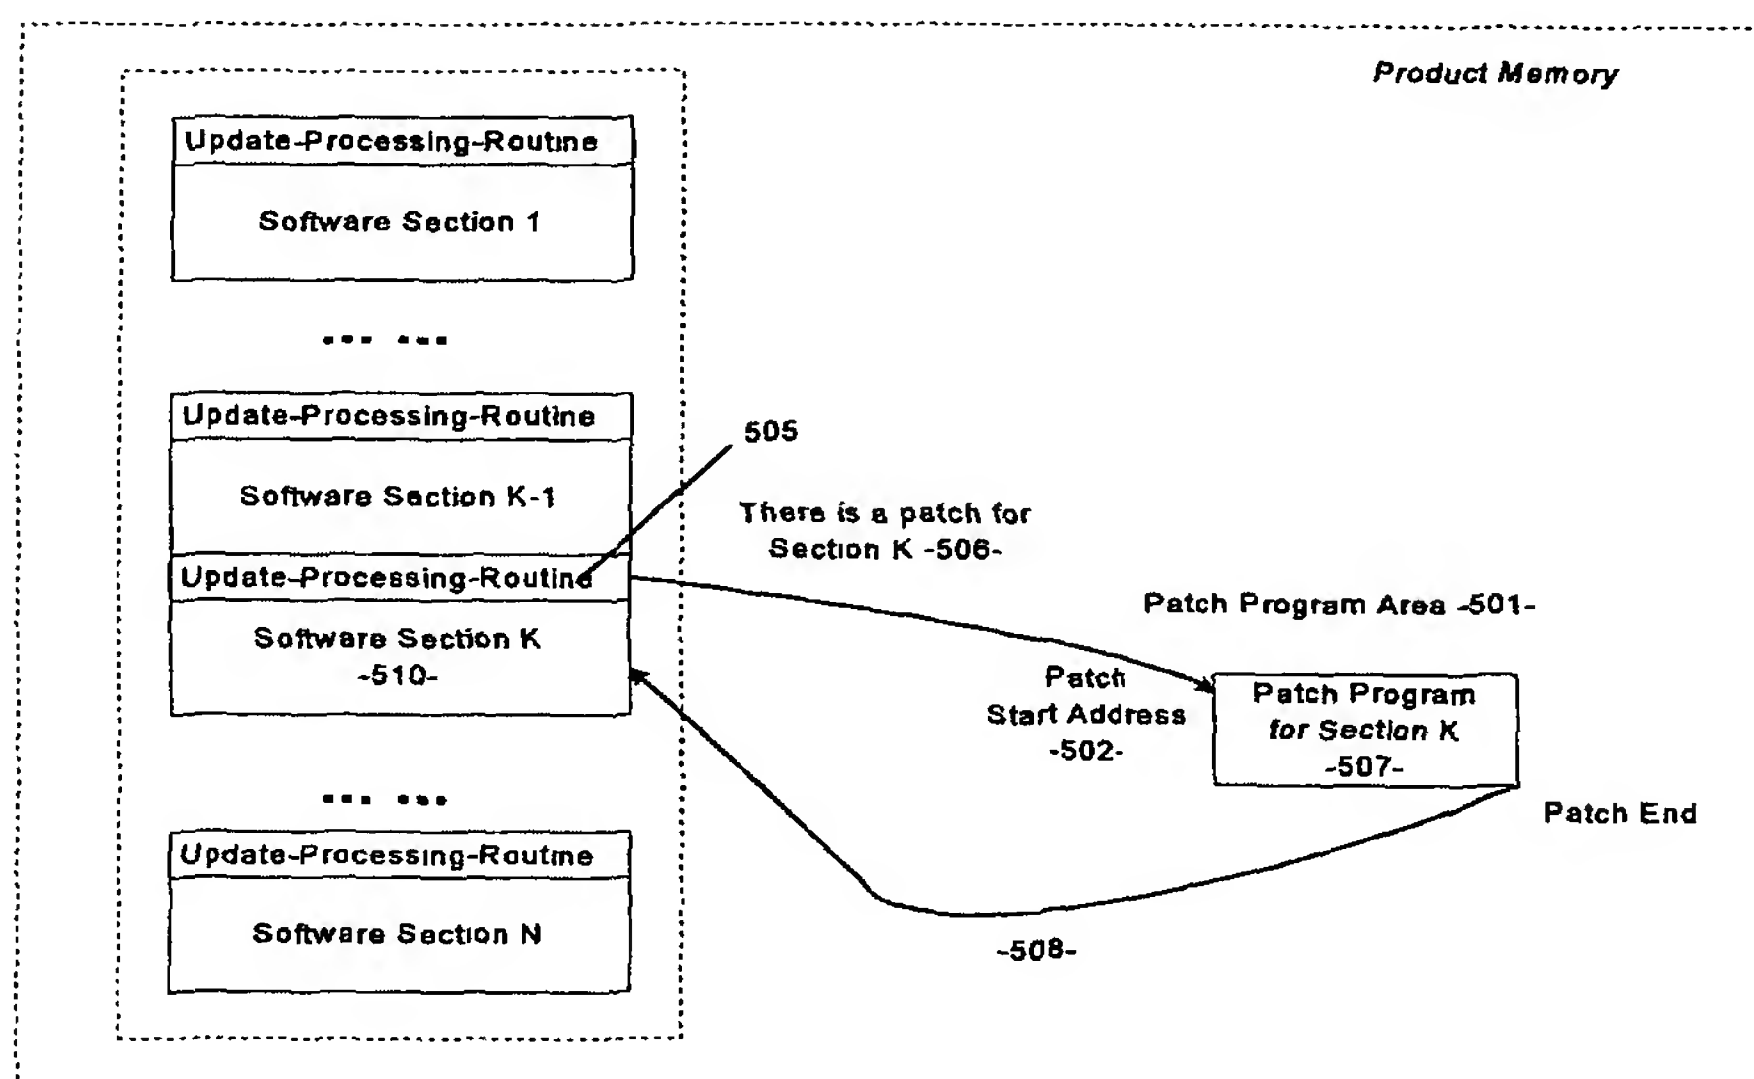 Product Memory
Update-Processing-Routine
Software Section 1
... ...
Update-Processing-Routine
Software Section K-1
505
There is a patch for
Section K -506-
Update-Processing-Routine
Software Section K
-510-
Patch Program Area -501-
Patch
Start Address
-502-
Patch Program
for Section K
-507-
Patch End
... ...
Update-Processing-Routine
Software Section N
-508-